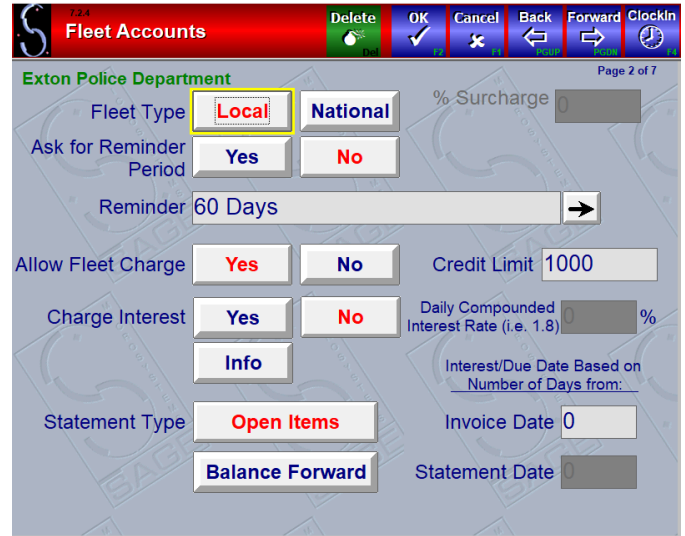 7.2.4
Fleet Accounts
Delete
Del
OK
F2
Cancel
F1
Back
PGUP
Forward
PGDN
ClockIn
F4
Exton Police Department
Page 2 of 7
Fleet Type
Local
National
% Surcharge
0
Ask for Reminder
Period
Yes
No
Reminder
60 Days
Allow Fleet Charge
Yes
No
Credit Limit
1000
Charge Interest
Yes
No
Daily Compounded
Interest Rate (i.e. 1.8)
0
%
Info
Interest/Due Date Based on
Number of Days from:
Statement Type
Open Items
Invoice Date
0
Balance Forward
Statement Date
0
SAGE